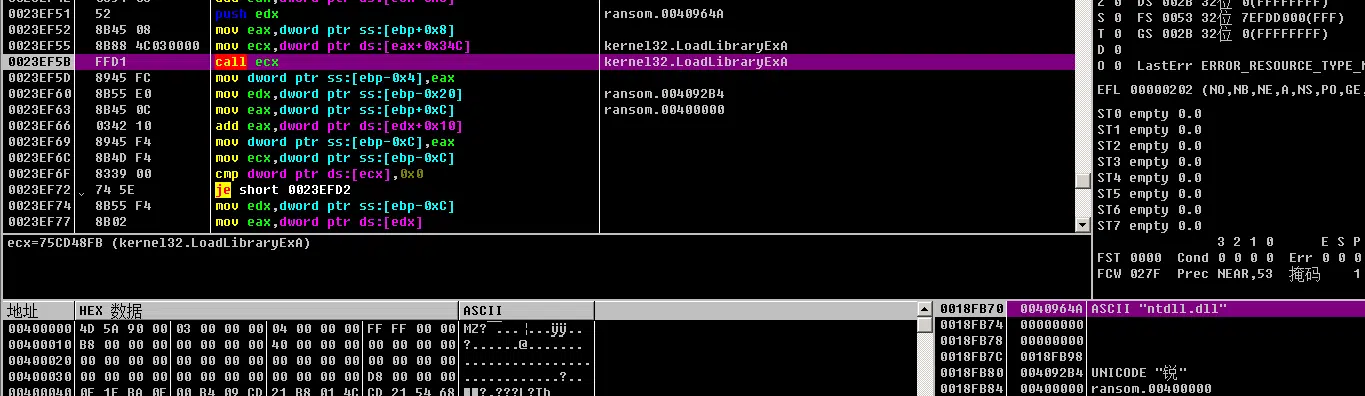 0023EF51 52 push edx ransom.0040964A
0023EF52 8B45 08 mov eax,dword ptr ss:[ebp+0x8]
0023EF55 8B88 4C030000 mov ecx,dword ptr ds:[eax+0x34C] kernel32.LoadLibraryExA
0023EF5B FFD1 call ecx kernel32.LoadLibraryExA
0023EF5D 8945 FC mov dword ptr ss:[ebp-0x4],eax
0023EF60 8B55 E0 mov edx,dword ptr ss:[ebp-0x20] ransom.004092B4
0023EF63 8B45 0C mov eax,dword ptr ss:[ebp+0xC] ransom.00400000
0023EF66 0342 10 add eax,dword ptr ds:[edx+0x10]
0023EF69 8945 F4 mov dword ptr ss:[ebp-0xC],eax
0023EF6C 8B4D F4 mov ecx,dword ptr ss:[ebp-0xC]
0023EF6F 8339 00 cmp dword ptr ds:[ecx],0x0
0023EF72 74 5E je short 0023EFD2
0023EF74 8B55 F4 mov edx,dword ptr ss:[ebp-0xC]
0023EF77 8B02 mov eax,dword ptr ds:[edx]
ecx=75CD48FB (kernel32.LoadLibraryExA)
Z 0 DS 002B 32位 0(FFFFFFFF)
S 0 FS 0053 32位 7EFDD000(FFF)
T 0 GS 002B 32位 0(FFFFFFFF)
D 0
O 0 LastErr ERROR_RESOURCE_TYPE_N
EFL 00000202 (NO,NB,NE,A,NS,PO,GE,
ST0 empty 0.0
ST1 empty 0.0
ST2 empty 0.0
ST3 empty 0.0
ST4 empty 0.0
ST5 empty 0.0
ST6 empty 0.0
ST7 empty 0.0
3 2 1 0 E S P
FST 0000 Cond 0 0 0 0 Err 0 0 0
FCW 027F Prec NEAR,53 掩码 1
地址 HEX 数据 ASCII
00400000 4D 5A 90 00 03 00 00 00 04 00 00 00 FF FF 00 00
00400010 B8 00 00 00 00 00 00 00 40 00 00 00 00 00 00 00 ?.......@.......
00400020 00 00 00 00 00 00 00 00 00 00 00 00 00 00 00 00 ................
00400030 00 00 00 00 00 00 00 00 00 00 00 00 D8 00 00 00 ............?..
00400040 0E 1F BA 0E 00 B4 09 CD 21 B8 01 4C CD 21 54 68
0018FB70 0040964A ASCII "ntdll.dll"
0018FB74 00000000
0018FB78 00000000
0018FB7C 0018FB98
0018FB80 004092B4 UNICODE "锐"
0018FB84 00400000 ransom.00400000